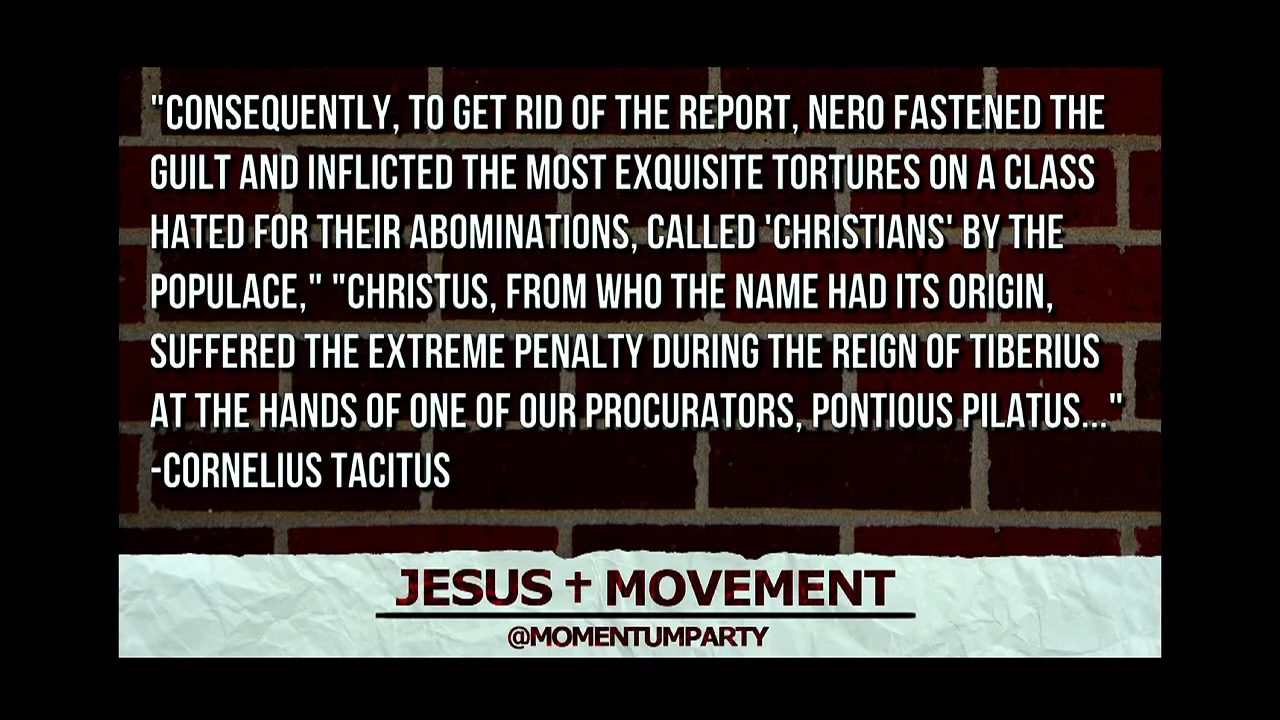 "CONSEQUENTLY, TO GET RID OF THE REPORT, NERO FASTENED THE
GUILT AND INFLICTED THE MOST EXQUISITE TORTURES ON A CLASS
HATED FOR THEIR ABOMINATIONS, CALLED 'CHRISTIANS' BY THE
POPULACE," "CHRISTUS, FROM WHO THE NAME HAD ITS ORIGIN,
SUFFERED THE EXTREME PENALTY DURING THE REIGN OF TIBERIUS
AT THE HANDS OF ONE OF OUR PROCURATORS, PONTIOUS PILATUS..."
-CORNELIUS TACITUS
JESUS † MOVEMENT
@MOMENTUMPARTY